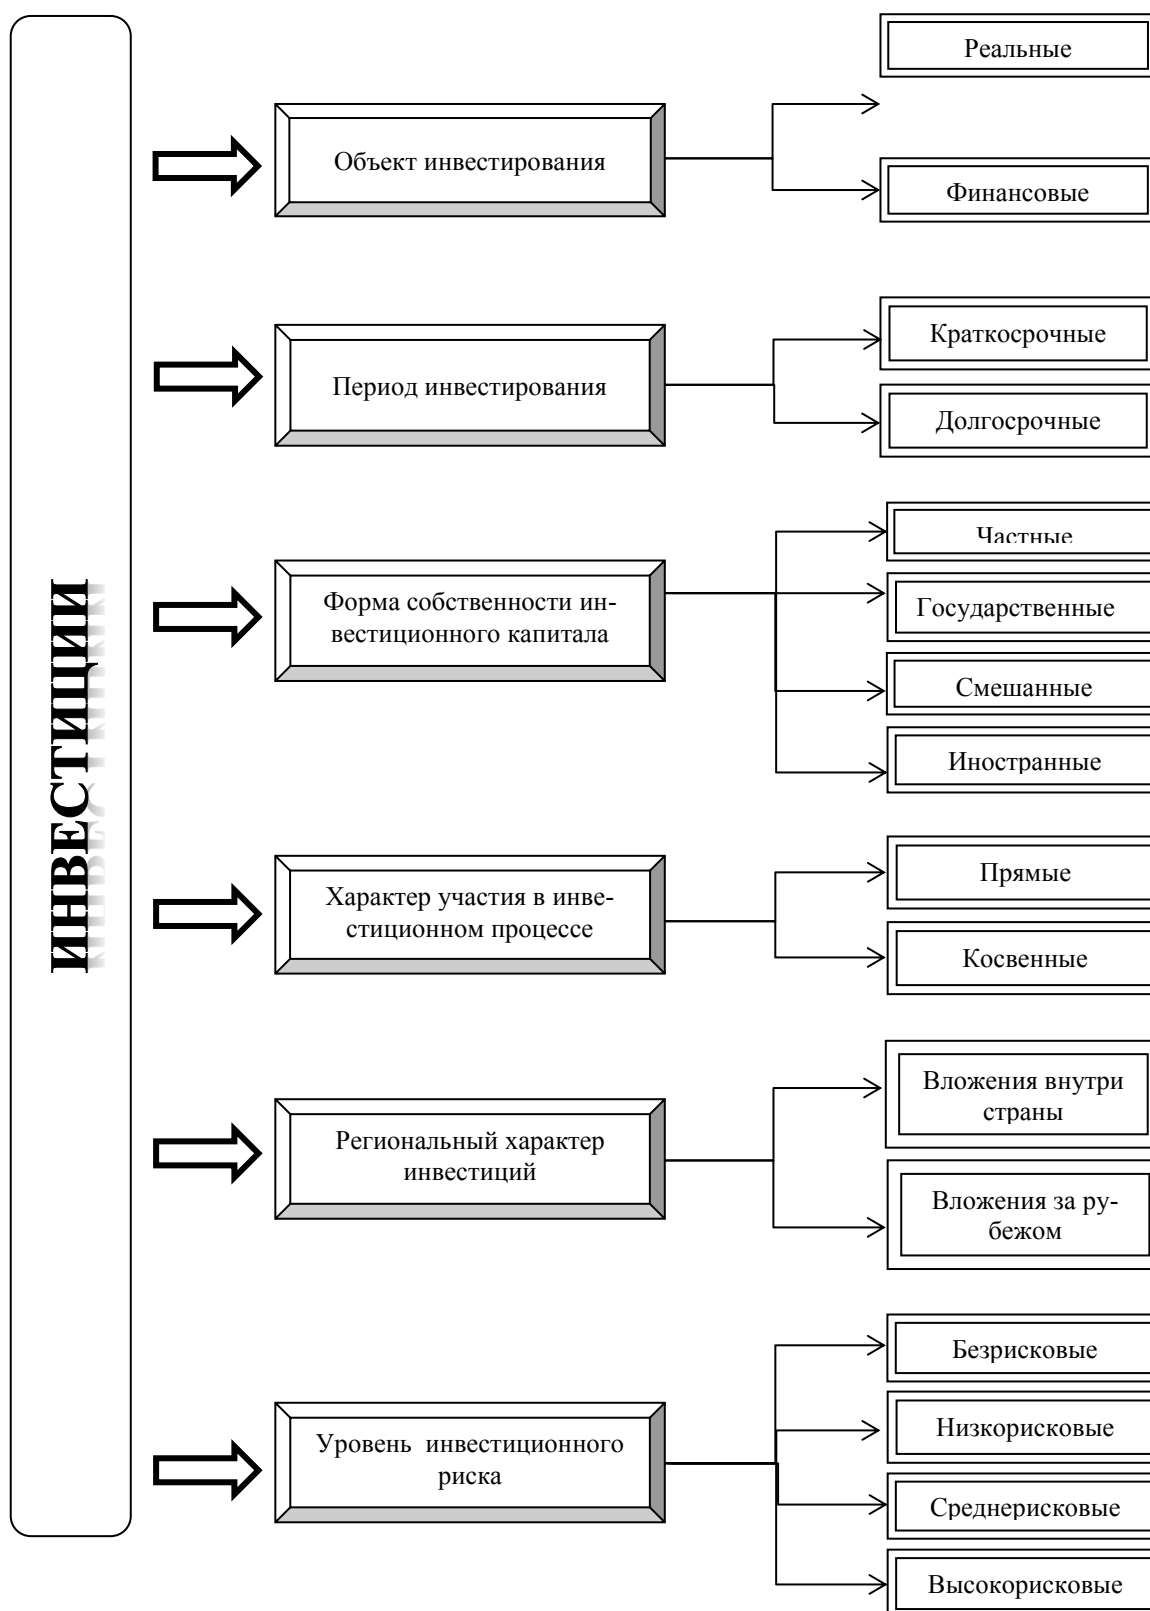 ИНВЕСТИЦИИ
Объект инвестирования
Реальные
Финансовые
Период инвестирования
Краткосрочные
Долгосрочные
Форма собственности ин-
вестиционного капитала
Частные
Государственные
Смешанные
Иностранные
Характер участия в инве-
стиционном процессе
Прямые
Косвенные
Региональный характер
инвестиций
Вложения внутри
страны
Вложения за ру-
бежом
Уровень инвестиционного
риска
Безрисковые
Низкорисковые
Среднерисковые
Высокорисковые